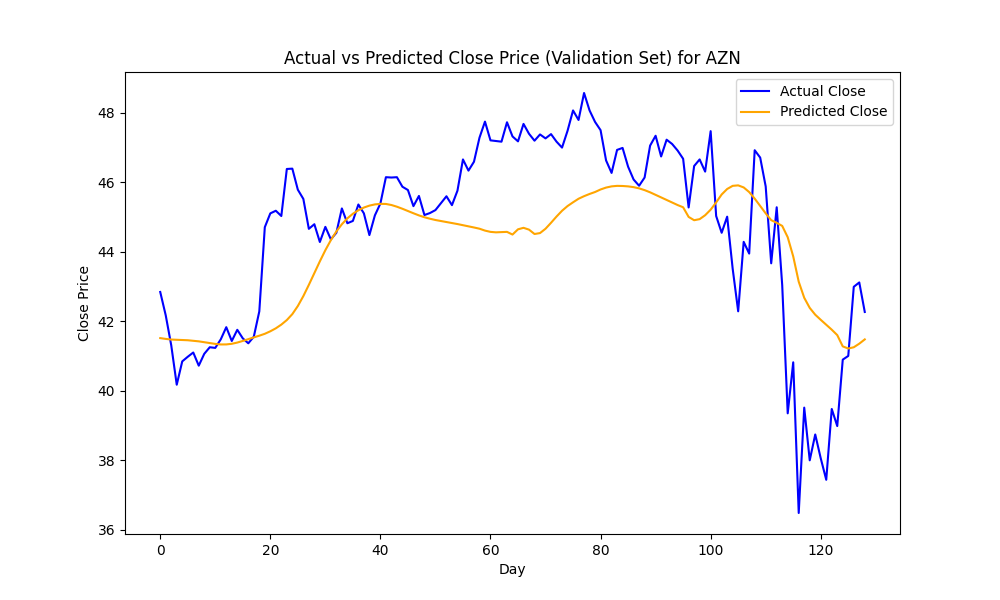 Actual vs Predicted Close Price (Validation Set) for AZN
Actual Close
Predicted Close
Close Price
48
46
44
42
40
38
36
0 20 40 60 80 100 120
Day